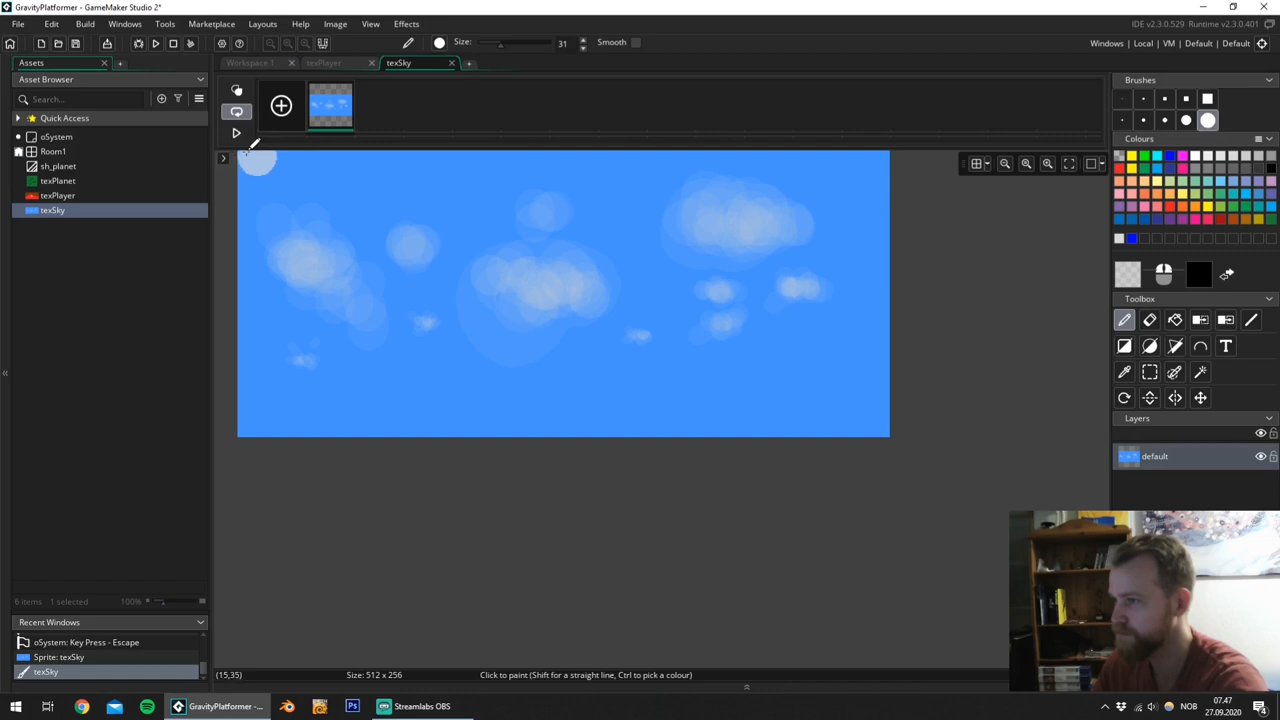 GravityPlatformer - GameMaker Studio 2*
File Edit Build Windows Tools Marketplace Layouts Help Image View Effects
IDE v2.3.0.529 Runtime v2.3.0.401
Size: 31 Smooth
Windows | Local | VM | Default | Default
Assets
Workspace 1 texPlayer texSky
Asset Browser
Search...
Quick Access
oSystem
Room1
sh_planet
texPlanet
texPlayer
texSky
Brushes
Colours
Toolbox
T
Layers
default
6 items 1 selected 100%
Recent Windows
oSystem: Key Press - Escape
Sprite: texSky
texSky
(15,35) Size: 512 x 256 Click to paint (Shift for a straight line, Ctrl to pick a colour)
GravityPlatformer -... Ps Streamlabs OBS
NOB
07.47
27.09.2020
4